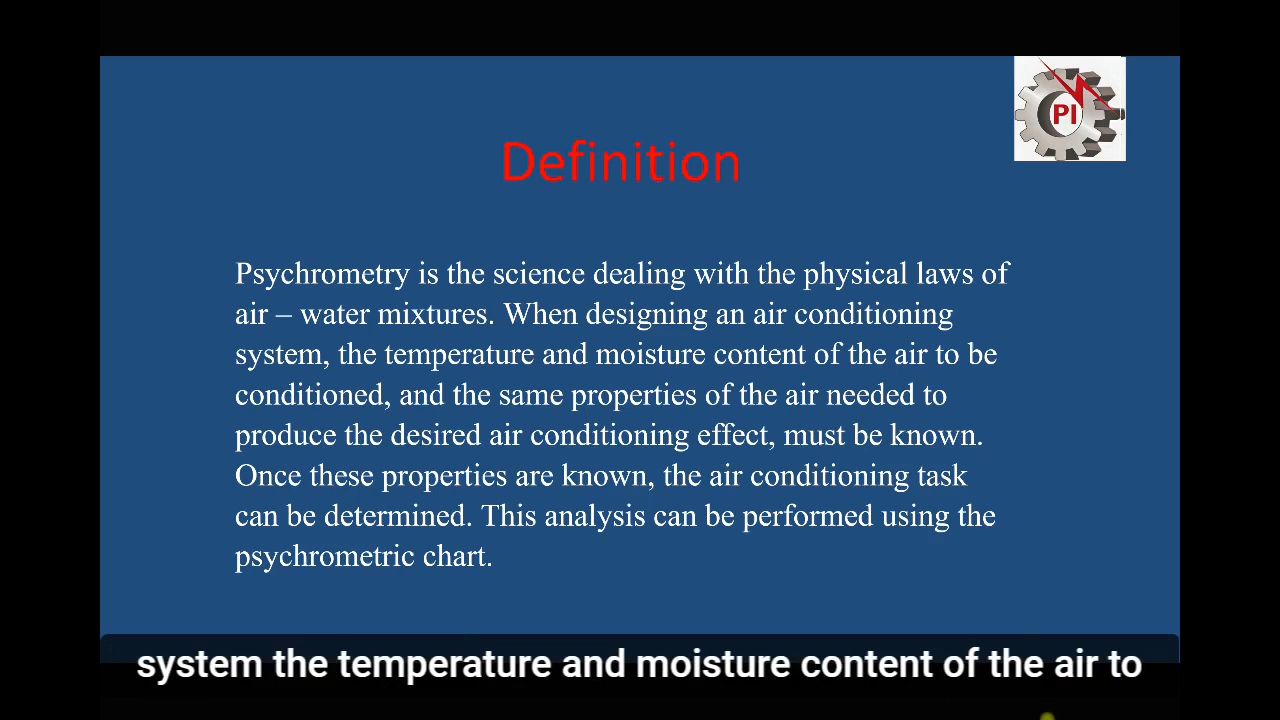 PI
Definition
Psychrometry is the science dealing with the physical laws of
air – water mixtures. When designing an air conditioning
system, the temperature and moisture content of the air to be
conditioned, and the same properties of the air needed to
produce the desired air conditioning effect, must be known.
Once these properties are known, the air conditioning task
can be determined. This analysis can be performed using the
psychrometric chart.
system the temperature and moisture content of the air to